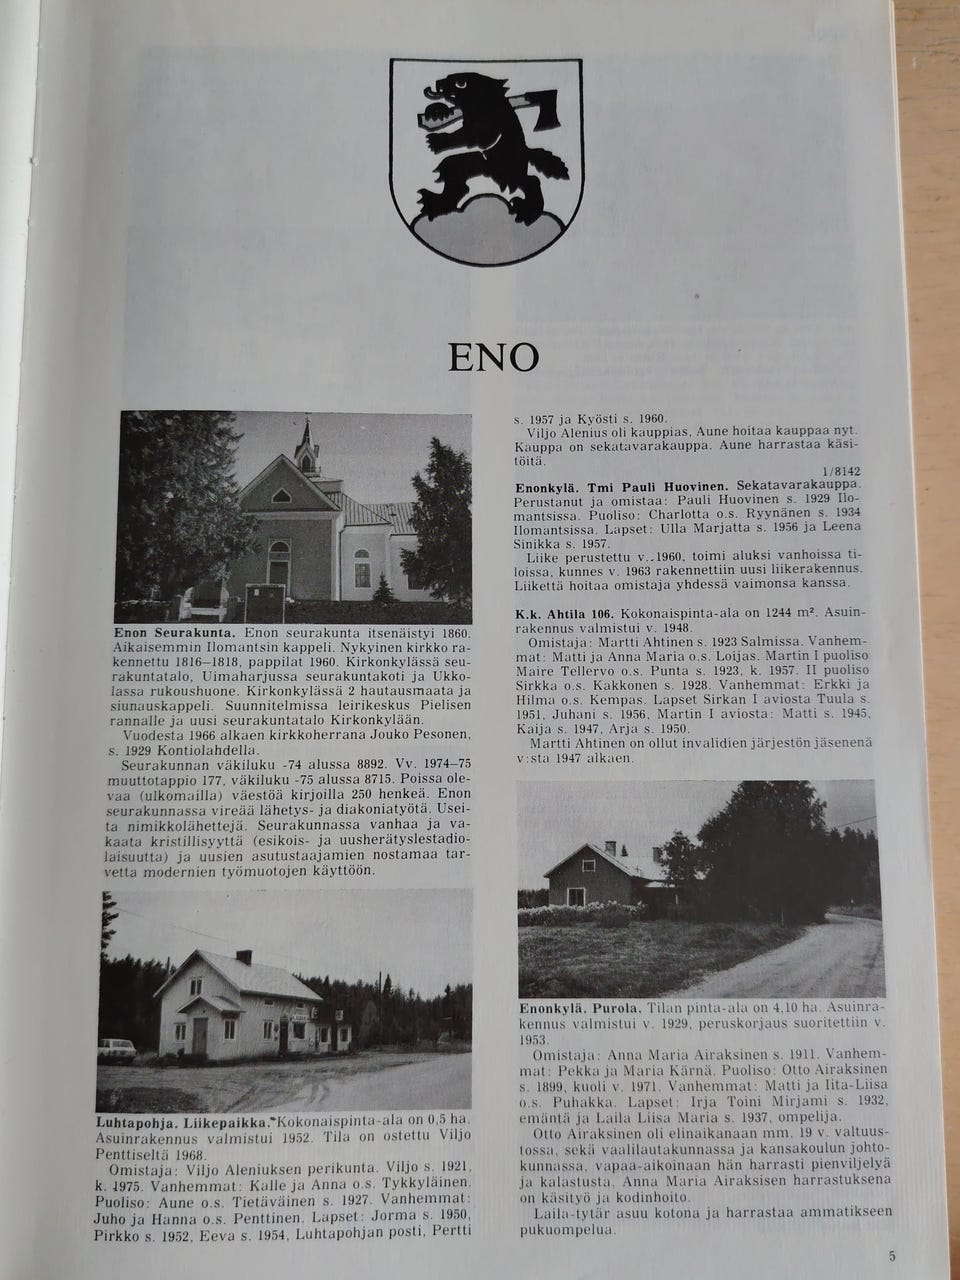 ENO
Enon Seurakunta. Enon seurakunta itsenäistyi 1860.
Aikaisemmin Ilomantsin kappeli. Nykyinen kirkko ra-
kennettu 1816—1818, pappilat 1960. Kirkonkylässä seu-
rakuntatalo, Uimaharjussa seurakuntakoti ja Ukko-
lassa rukoushuone. Kirkonkylässä 2 hautausmaata ja
siunauskappeli. Suunnitelmissa leirikeskus Pielisen
rannalle ja uusi seurakuntatalo Kirkonkylään.
Vuodesta 1966 alkaen kirkkoherrana Jouko Pesonen,
s. 1929 Kontiolahdella.
Seurakunnan väkiluku -74 alussa 8892. Vv. 1974—75
muuttotappio 177, väkiluku -75 alussa 8715. Poissa ole-
vaa (ulkomailla) väestöä kirjoilla 250 henkeä. Enon
seurakunnassa vireää lähetys- ja diakoniatyötä. Usei-
ta nimikkolähettejä. Seurakunnassa vanhaa ja va-
kaata kristillisyyttä (esikois- ja uusherätyslestadio-
laisuutta) ja uusien asutustaajamien nostamaa tar-
vetta modernien työmuotojen käyttöön.
Luhtapohja. Liikepaikka. Kokonaispinta-ala on 0,5 ha.
Asuinrakennus valmistui 1952. Tila on ostettu Viljo
Penttiseltä 1968.
Omistaja: Viljo Aleniuksen perikunta. Viljo s. 1921,
k. 1975. Vanhemmat: Kalle ja Anna o.s. Tykkyläinen.
Puoliso: Aune o.s. Tietäväinen s. 1927. Vanhemmat:
Juho ja Hanna o.s. Penttinen. Lapset: Jorma s. 1950,
Pirkko s. 1952, Eeva s. 1954, Luhtapohjan posti, Pertti
s. 1957 ja Kyösti s. 1960.
Viljo Alenius oli kauppias, Aune hoitaa kauppaa nyt.
Kauppa on sekatavarakauppa. Aune harrastaa käsi-
töitä.
1/8142
Enonkylä. Tmi Pauli Huovinen. Sekatavarakauppa.
Perustanut ja omistaa: Pauli Huovinen s. 1929 Ilo-
mantsissa. Puoliso: Charlotta o.s. Ryynänen s. 1934
Ilomantsissa. Lapset: Ulla Marjatta s. 1956 ja Leena
Sinikka s. 1957.
Liike perustettu v. 1960, toimi aluksi vanhoissa ti-
loissa, kunnes v. 1963 rakennettiin uusi liikerakennus.
Liikettä hoitaa omistaja yhdessä vaimonsa kanssa.
K.k. Ahtila 106. Kokonaispinta-ala on 1244 m². Asuin-
rakennus valmistui v. 1948.
Omistaja: Martti Ahtinen s. 1923 Salmissa. Vanhem-
mat: Matti ja Anna Maria o.s. Loijas. Martin I puoliso
Maire Tellervo o.s. Punta s. 1923, k. 1957. II puoliso
Sirkka o.s. Kakkonen s. 1928. Vanhemmat: Erkki ja
Hilma o.s. Kempas. Lapset Sirkan I aviosta Tuula s.
1951, Juhani s. 1956, Martin I aviosta: Matti s. 1945,
Kaija s. 1947, Arja s. 1950.
Martti Ahtinen on ollut invalidien järjestön jäsenenä
v:sta 1947 alkaen.
Enonkylä. Purola. Tilan pinta-ala on 4,10 ha. Asuinra-
kennus valmistui v. 1929, peruskorjaus suoritettiin v.
1953.
Omistaja: Anna Maria Airaksinen s. 1911. Vanhem-
mat: Pekka ja Maria Kärnä. Puoliso: Otto Airaksinen
s. 1899, kuoli v. 1971. Vanhemmat: Matti ja Iita-Liisa
o.s. Puhakka. Lapset: Irja Toini Mirjami s. 1932,
emäntä ja Laila Liisa Maria s. 1937, ompelija.
Otto Airaksinen oli elinaikanaan mm. 19 v. valtuus-
tossa, sekä vaalilautakunnassa ja kansakoulun johto-
kunnassa, vapaa-aikoinaan hän harrasti pienviljelyä
ja kalastusta. Anna Maria Airaksisen harrastuksena
on käsityö ja kodinhoito.
Laila-tytär asuu kotona ja harrastaa ammatikseen
pukuompelua.
5